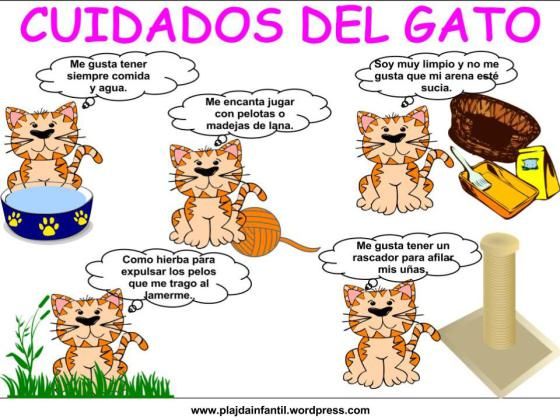 CUIDADOS DEL GATO
Me gusta tener
siempre comida
y agua.
Me encanta jugar
con pelotas o
madejas de lana.
Soy muy limpio y no me
gusta que mi arena esté
sucia.
Como hierba para
expulsar los pelos
que me trago al
lamerme..
Me gusta tener un
rascador para afilar
mis uñas.
www.plajdainfantil.wordpress.com